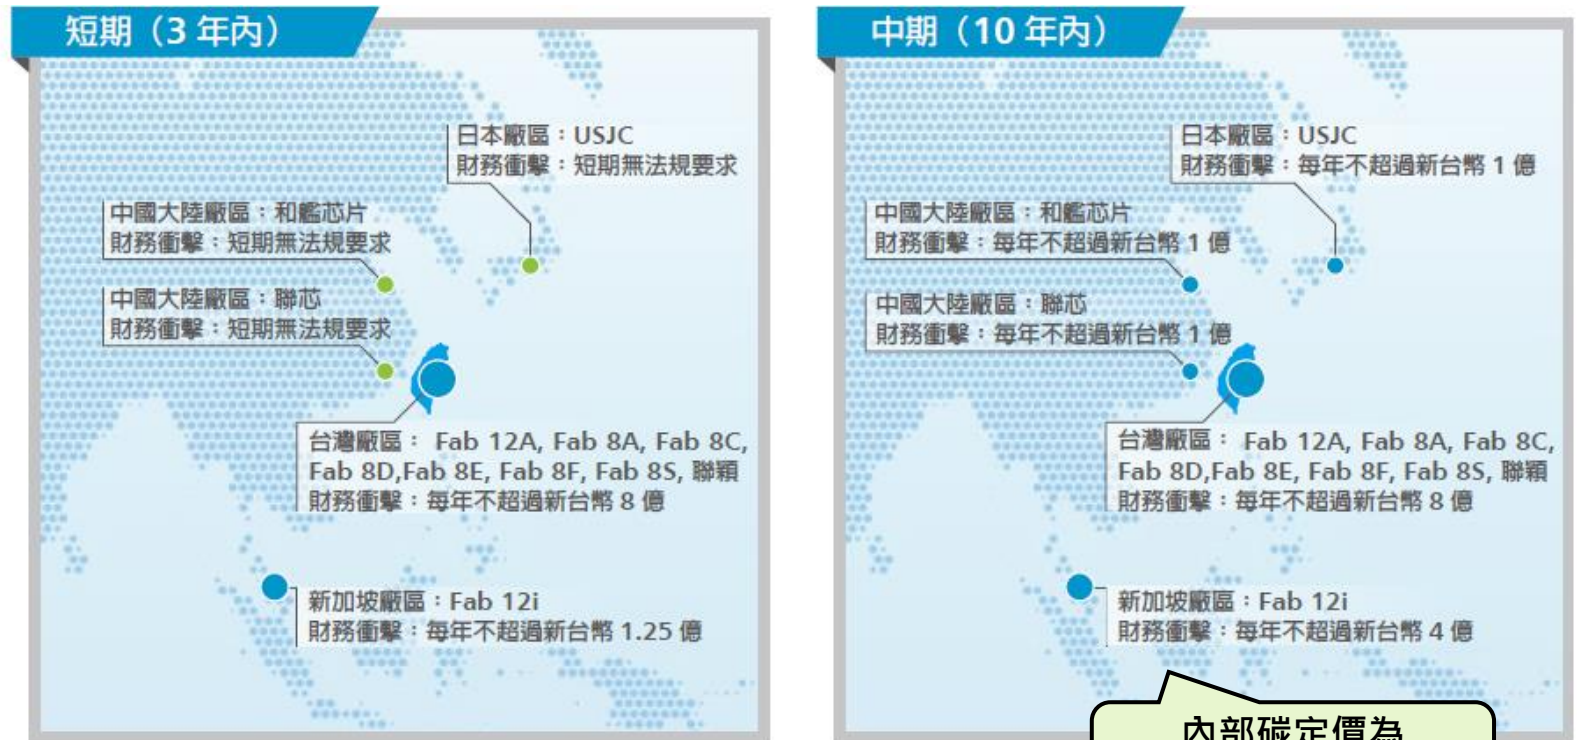 短期（3 年內）
日本廠區：USJC
財務衝擊：短期無法規要求
中國大陸廠區：和艦芯片
財務衝擊：短期無法規要求
中國大陸廠區：聯芯
財務衝擊：短期無法規要求
台灣廠區： Fab 12A, Fab 8A, Fab 8C,
Fab 8D,Fab 8E, Fab 8F, Fab 8S, 聯穎
財務衝擊：每年不超過新台幣 8 億
新加坡廠區：Fab 12i
財務衝擊：每年不超過新台幣 1.25 億
中期（10 年內）
日本廠區：USJC
財務衝擊：每年不超過新台幣 1 億
中國大陸廠區：和艦芯片
財務衝擊：每年不超過新台幣 1 億
中國大陸廠區：聯芯
財務衝擊：每年不超過新台幣 1 億
台灣廠區： Fab 12A, Fab 8A, Fab 8C,
Fab 8D,Fab 8E, Fab 8F, Fab 8S, 聯穎
財務衝擊：每年不超過新台幣 8 億
新加坡廠區：Fab 12i
財務衝擊：每年不超過新台幣 4 億
內部碳定價為